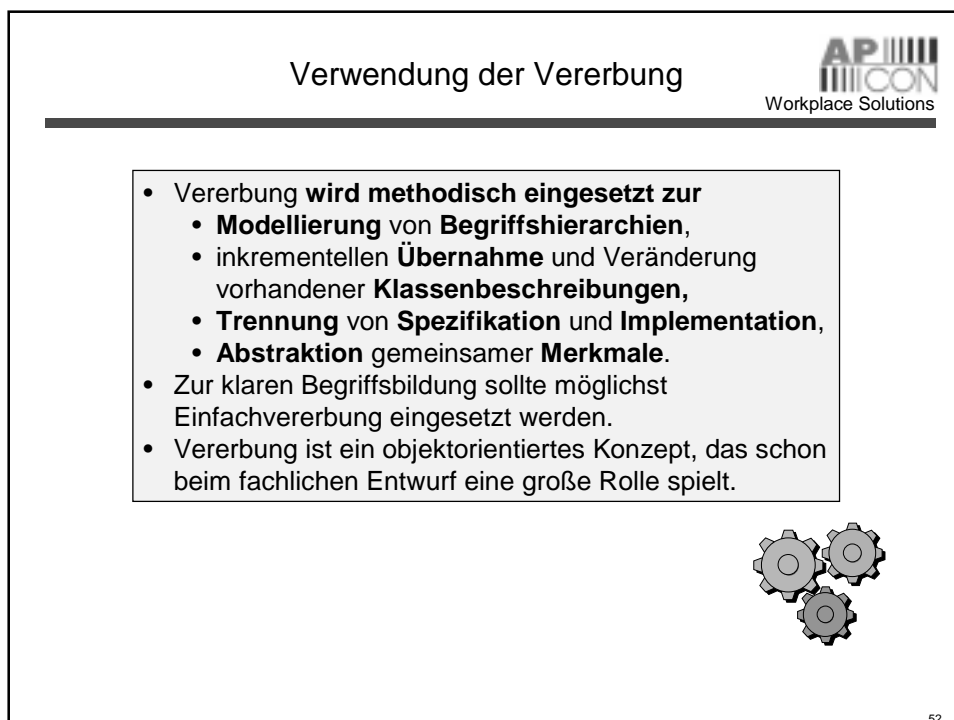 Verwendung der Vererbung
AP
CON
Workplace Solutions
• Vererbung wird methodisch eingesetzt zur
• Modellierung von Begriffshierarchien,
• inkrementellen Übernahme und Veränderung
vorhandener Klassenbeschreibungen,
• Trennung von Spezifikation und Implementation,
• Abstraktion gemeinsamer Merkmale.
• Zur klaren Begriffsbildung sollte möglichst
Einfachvererbung eingesetzt werden.
• Vererbung ist ein objektorientiertes Konzept, das schon
beim fachlichen Entwurf eine große Rolle spielt.
52